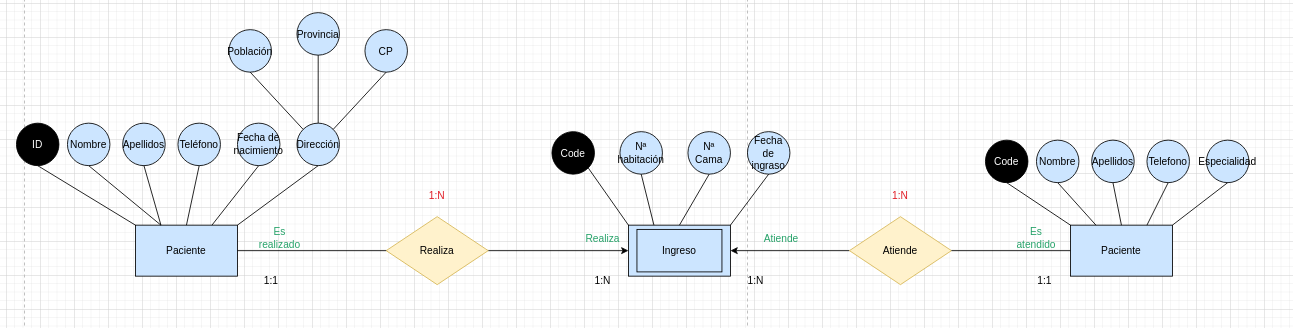 Provincia
Población
CP
ID
Nombre
Apellidos
Teléfono
Fecha de
nacimiento
Dirección
Code
Nª
habitación
Nª
Cama
Fecha
de
ingraso
Code
Nombre
Apellidos
Telefono
Especialidad
1:N
1:N
Es
realizado
Realiza
Atiende
Es
atendido
Paciente
Realiza
Ingreso
Atiende
Paciente
1:1
1:N
1:N
1:1